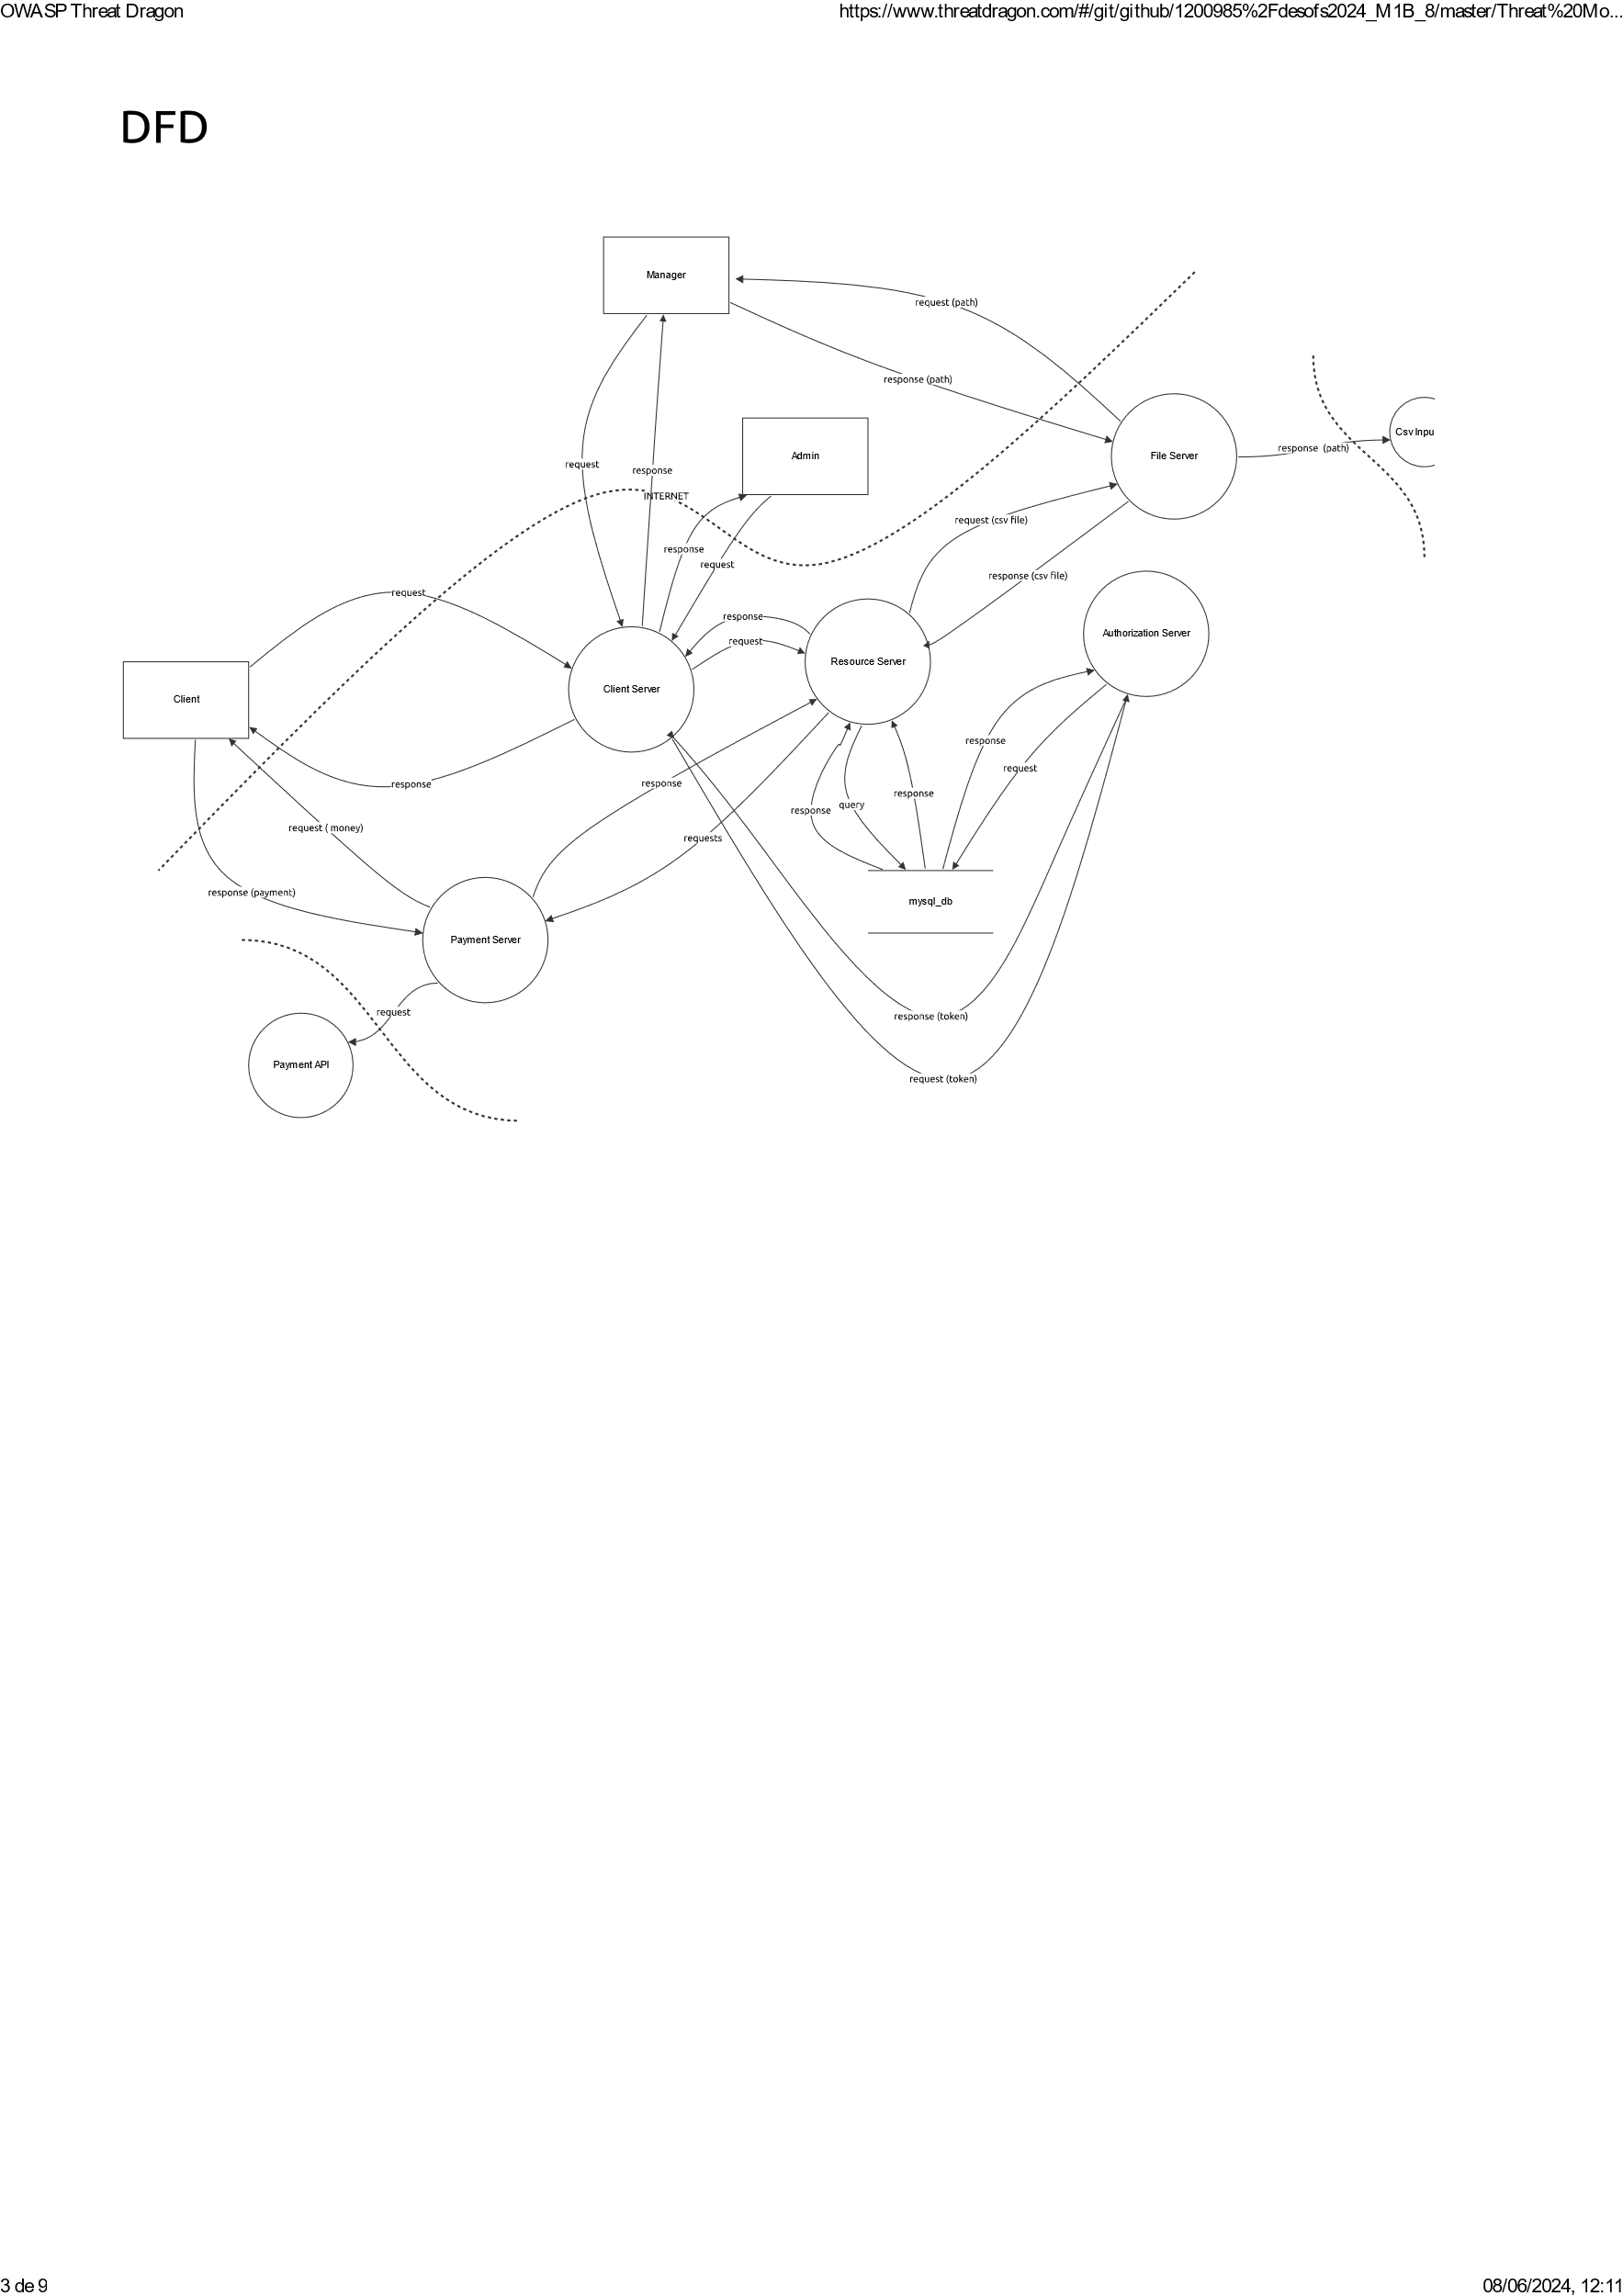 OWASP Threat Dragon
https://www.threatdragon.com/#/git/github/1200985%2Fdesofs2024_M1B_8/master/Threat%20Mo...
DFD
Manager
request (path)
response (path)
Admin
File Server
Csv Inpu
response (path)
request
response
INTERNET
request (csv file)
response
request
response (csv file)
request
response
request
Authorization Server
Resource Server
Client Server
Client
response
request
response
response
response
query
response
request ( money)
requests
response (payment)
mysql_db
Payment Server
request
response (token)
Payment API
request (token)
3 de 9
08/06/2024, 12:11